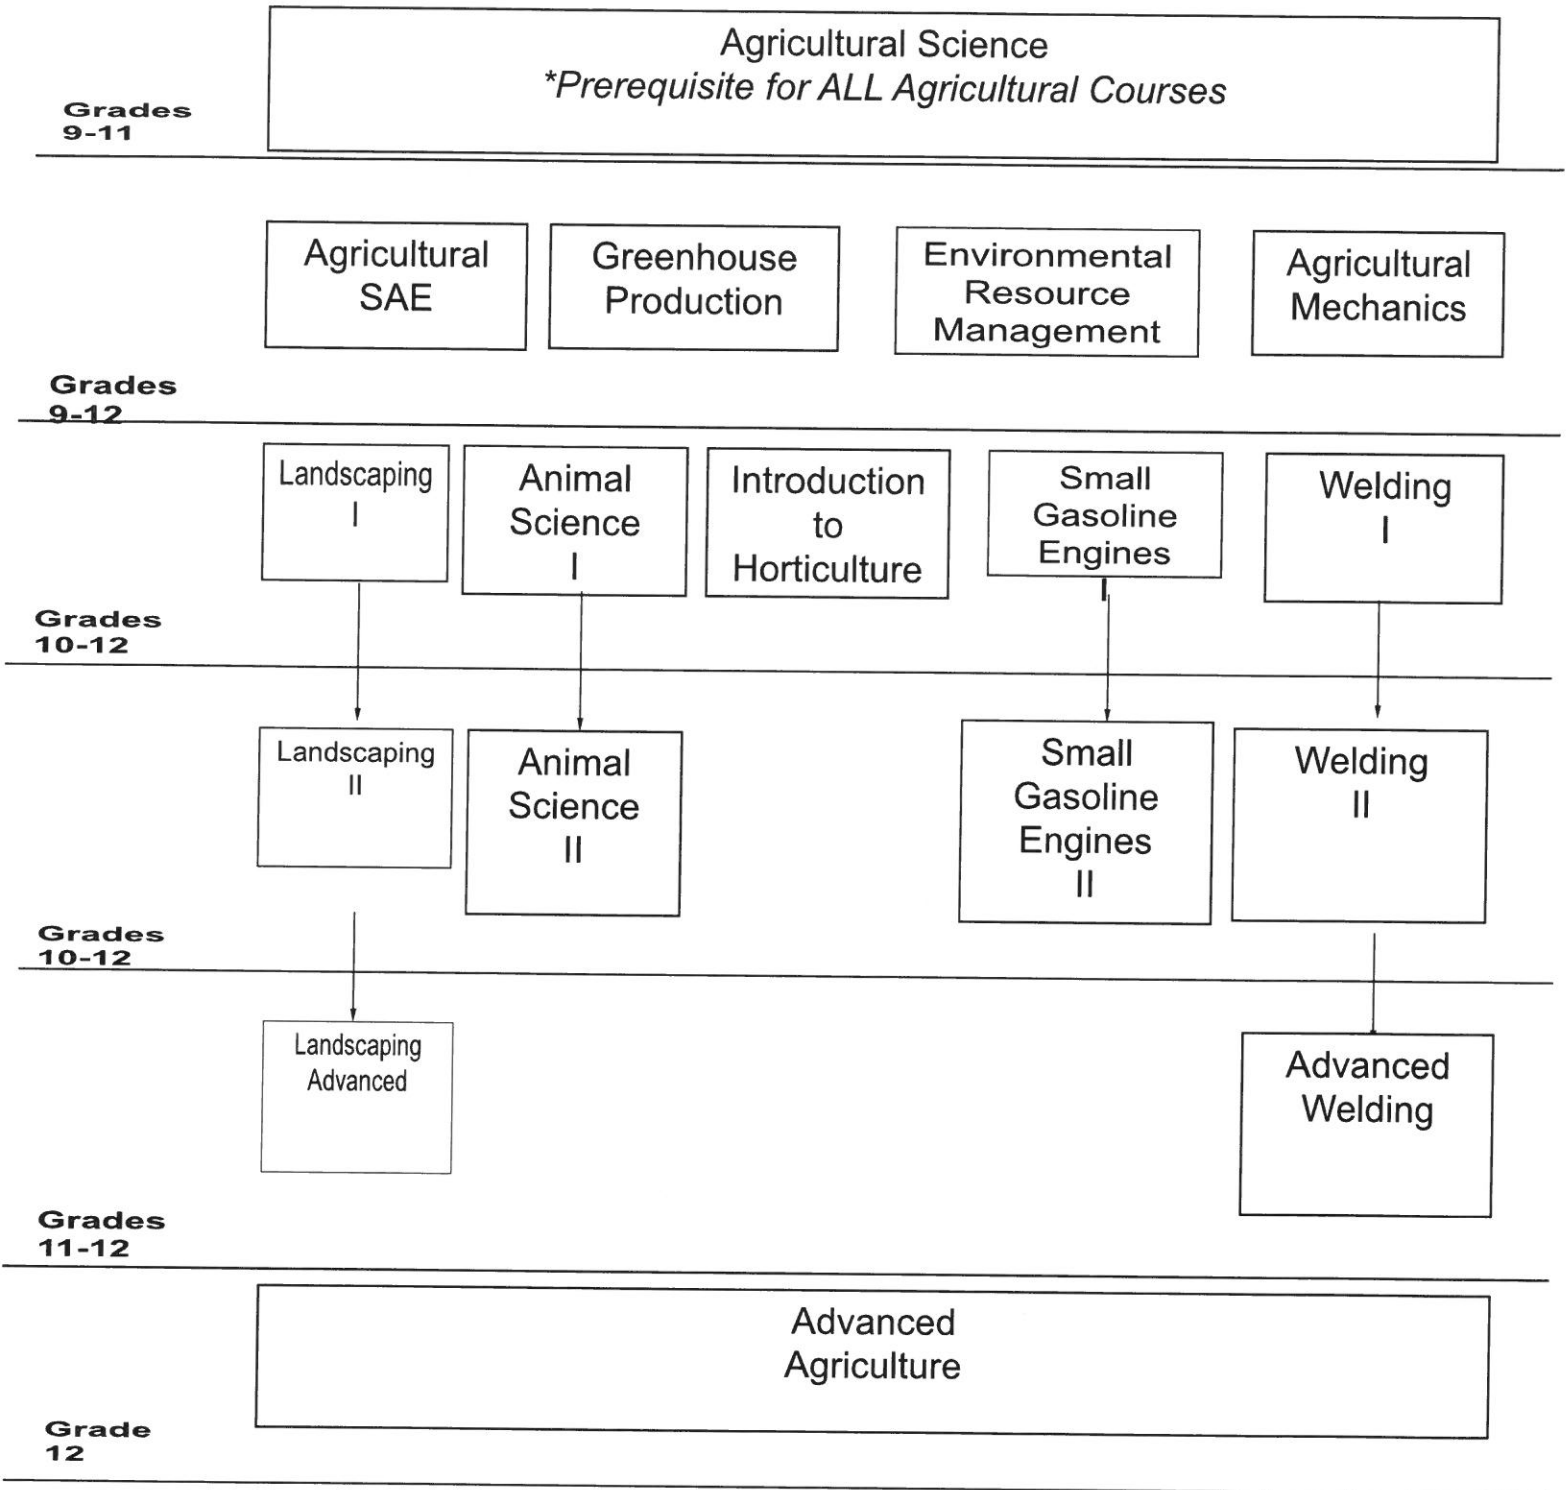 Agricultural Science
*Prerequisite for ALL Agricultural Courses
Grades
9-11
Agricultural
SAE
Greenhouse
Production
Environmental
Resource
Management
Agricultural
Mechanics
Grades
9-12
Landscaping
I
Animal
Science
I
Introduction
to
Horticulture
Small
Gasoline
Engines
I
Welding
I
Grades
10-12
Landscaping
II
Animal
Science
II
Small
Gasoline
Engines
II
Welding
II
Grades
10-12
Landscaping
Advanced
Advanced
Welding
Grades
11-12
Advanced
Agriculture
Grade
12